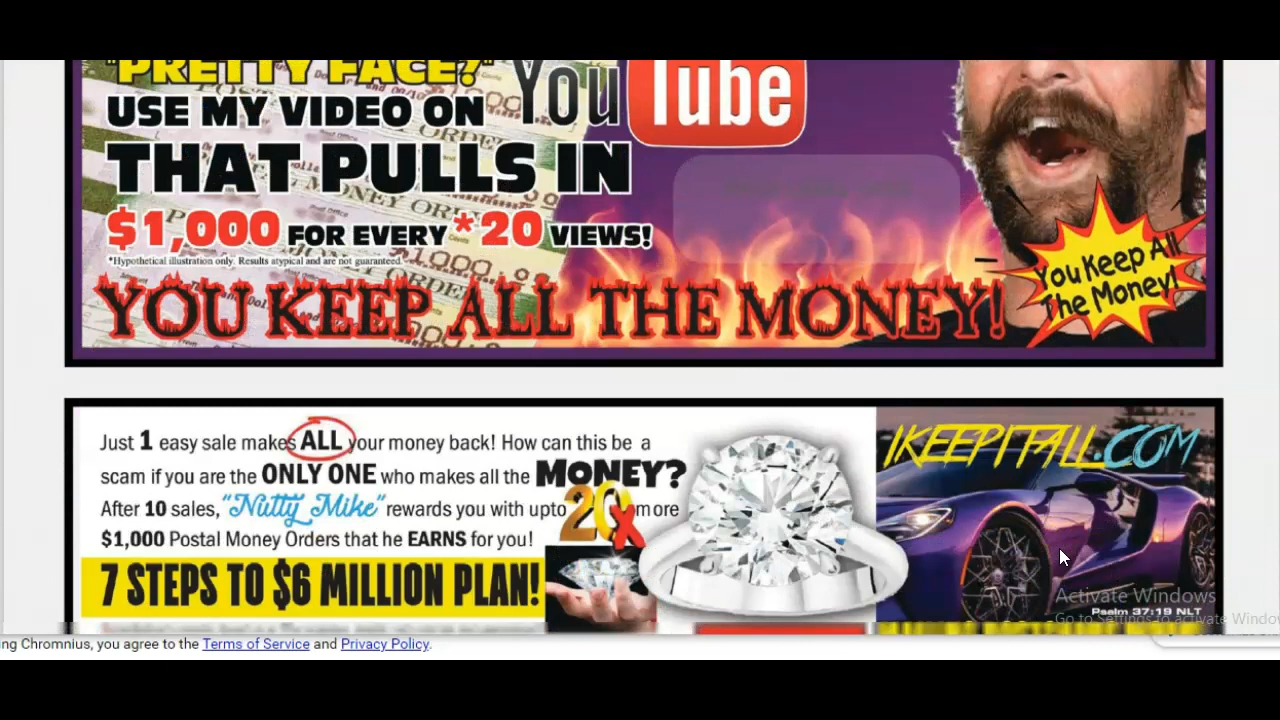 "PRETTY FACE?"
USE MY VIDEO ON YouTube
THAT PULLS IN
$1,000 FOR EVERY *20 VIEWS!
*Hypothetical illustration only. Results atypical and are not guaranteed.
YOU KEEP ALL THE MONEY!
You Keep All
The Money!
Just 1 easy sale makes ALL your money back! How can this be a
scam if you are the ONLY ONE who makes all the MONEY?
After 10 sales, "Nutty Mike" rewards you with upto 20x more
$1,000 Postal Money Orders that he EARNS for you!
7 STEPS TO $6 MILLION PLAN!
IKEEPITALL.COM
Psalm 37:19 NLT
Activate Windows
Go to Settings to activate Window
ng Chromnius, you agree to the Terms of Service and Privacy Policy.